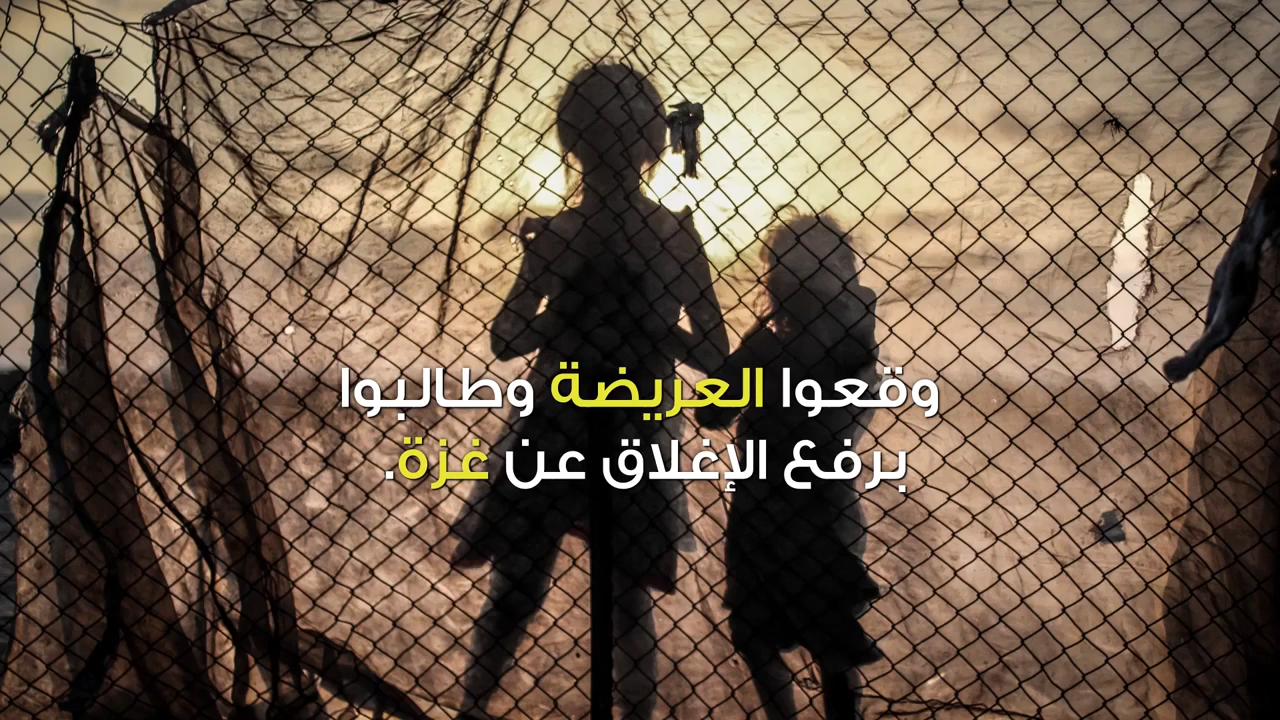 وقعوا العريضة وطالبوا
برفع الإغلاق عن غزة.